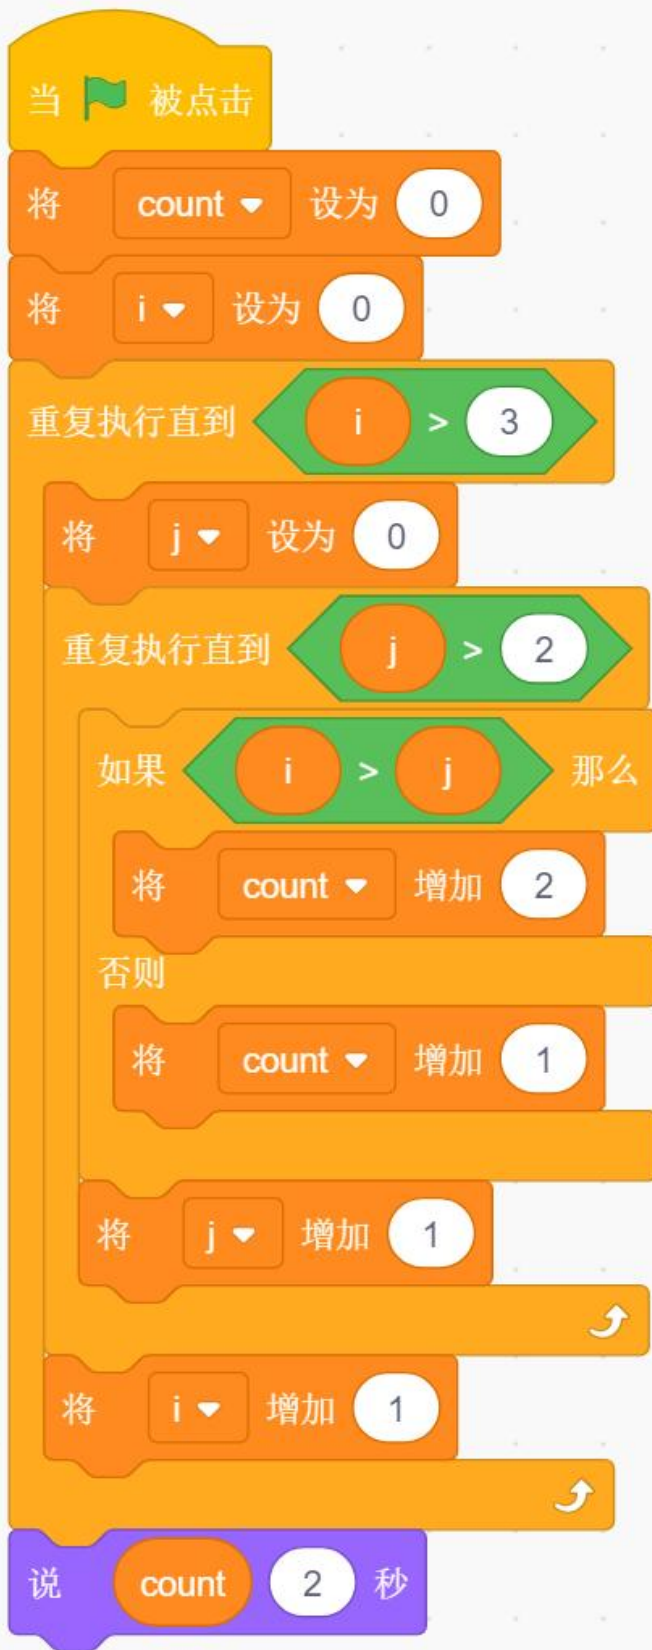 当 被点击
将 count 设为 0
将 i 设为 0
重复执行直到 i > 3
将 j 设为 0
重复执行直到 j > 2
如果 i > j 那么
将 count 增加 2
否则
将 count 增加 1
将 j 增加 1
将 i 增加 1
说 count 2 秒